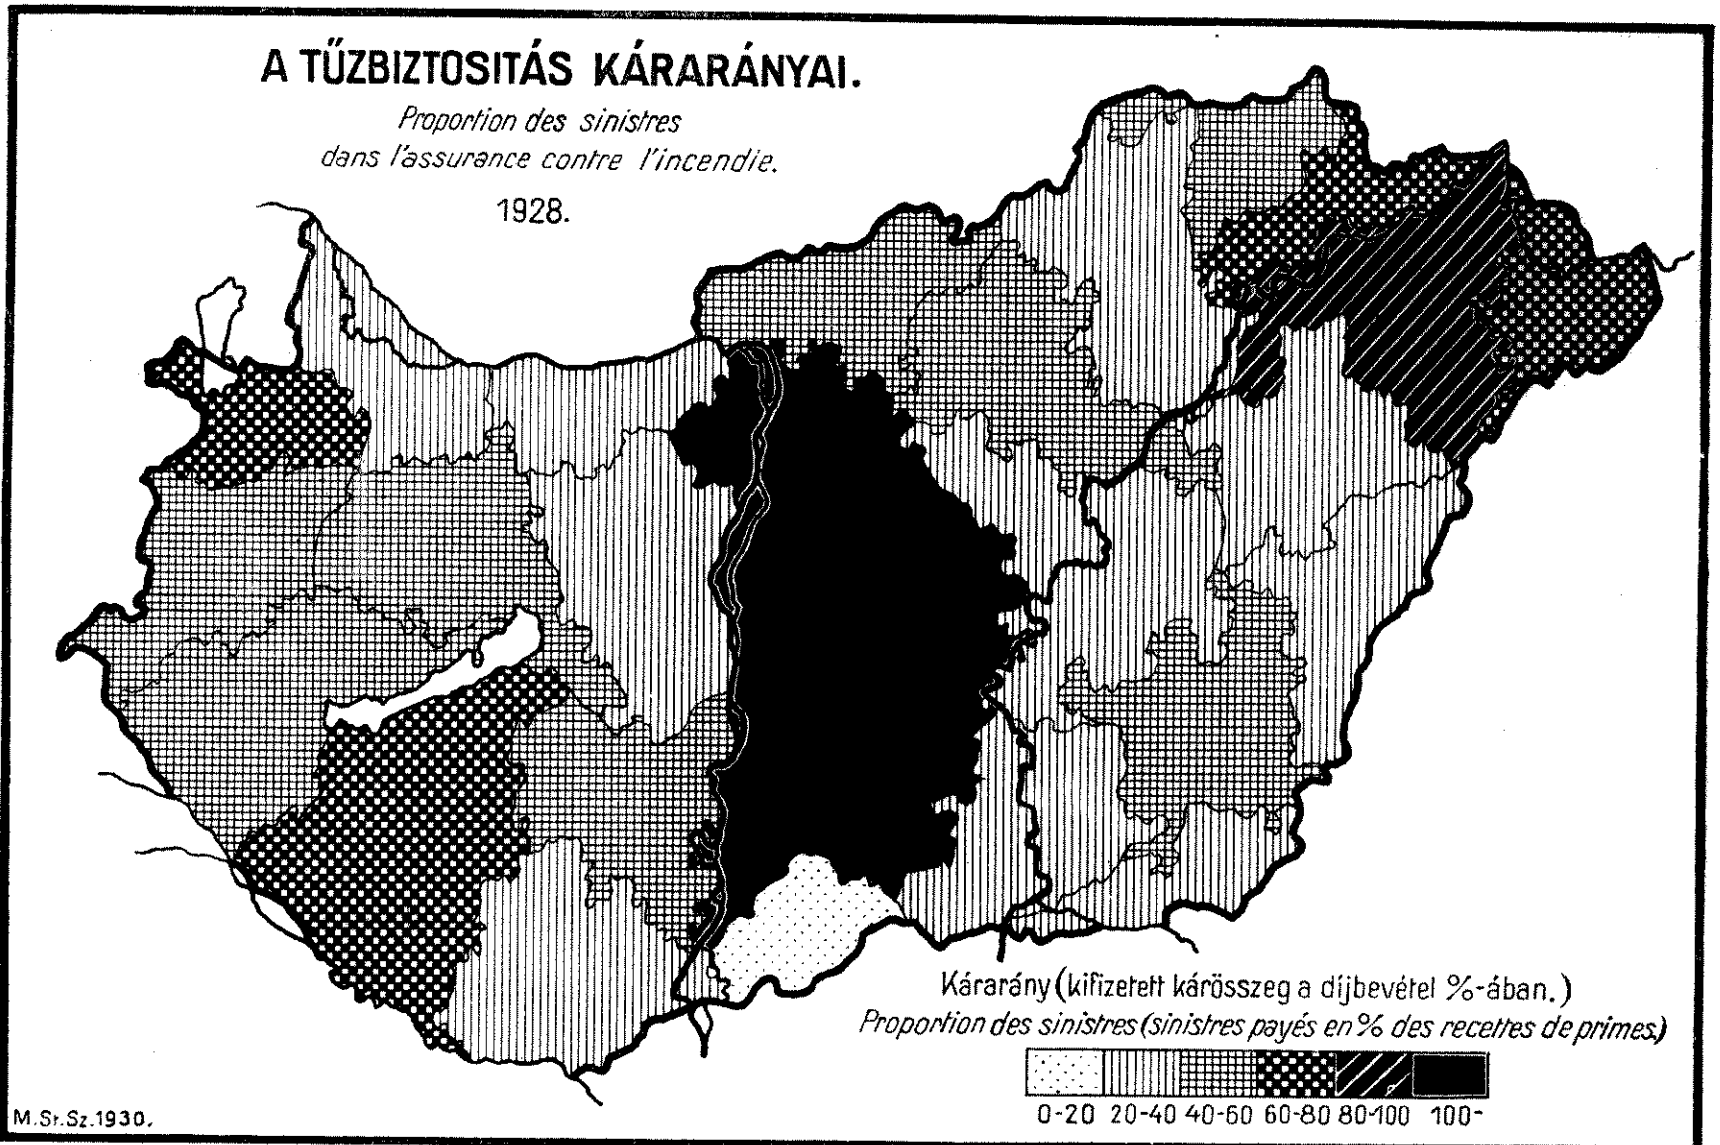 A TŰZBIZTOSITÁS KÁRARÁNYAI.
Proportion des sinistres
dans l'assurance contre l'incendie.
1928.
Kárarány (kifizetett kárösszeg a díjbevétel %-ában.)
Proportion des sinistres (sinistres payés en % des recettes de primes.)
0-20 20-40 40-60 60-80 80-100 100-
M.St.Sz.1930.